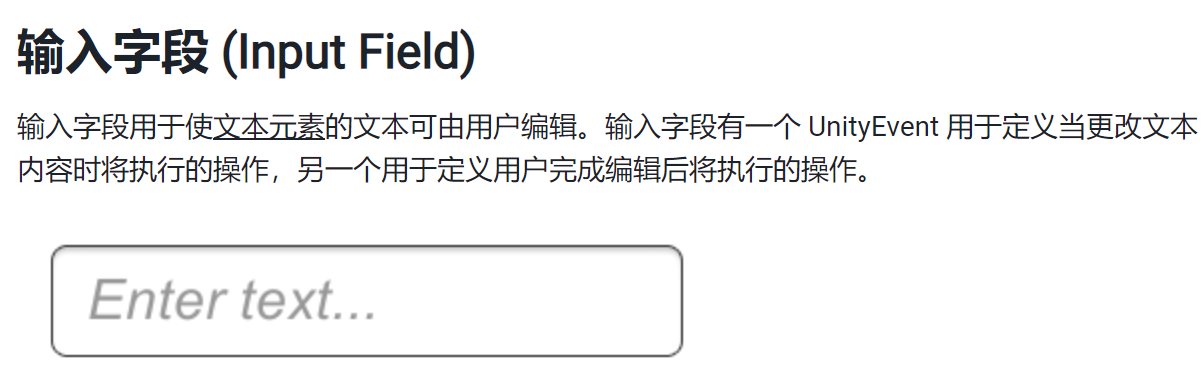 输入字段 (Input Field)
输入字段用于使文本元素的文本可由用户编辑。输入字段有一个 UnityEvent 用于定义当更改文本
内容时将执行的操作，另一个用于定义用户完成编辑后将执行的操作。
Enter text...